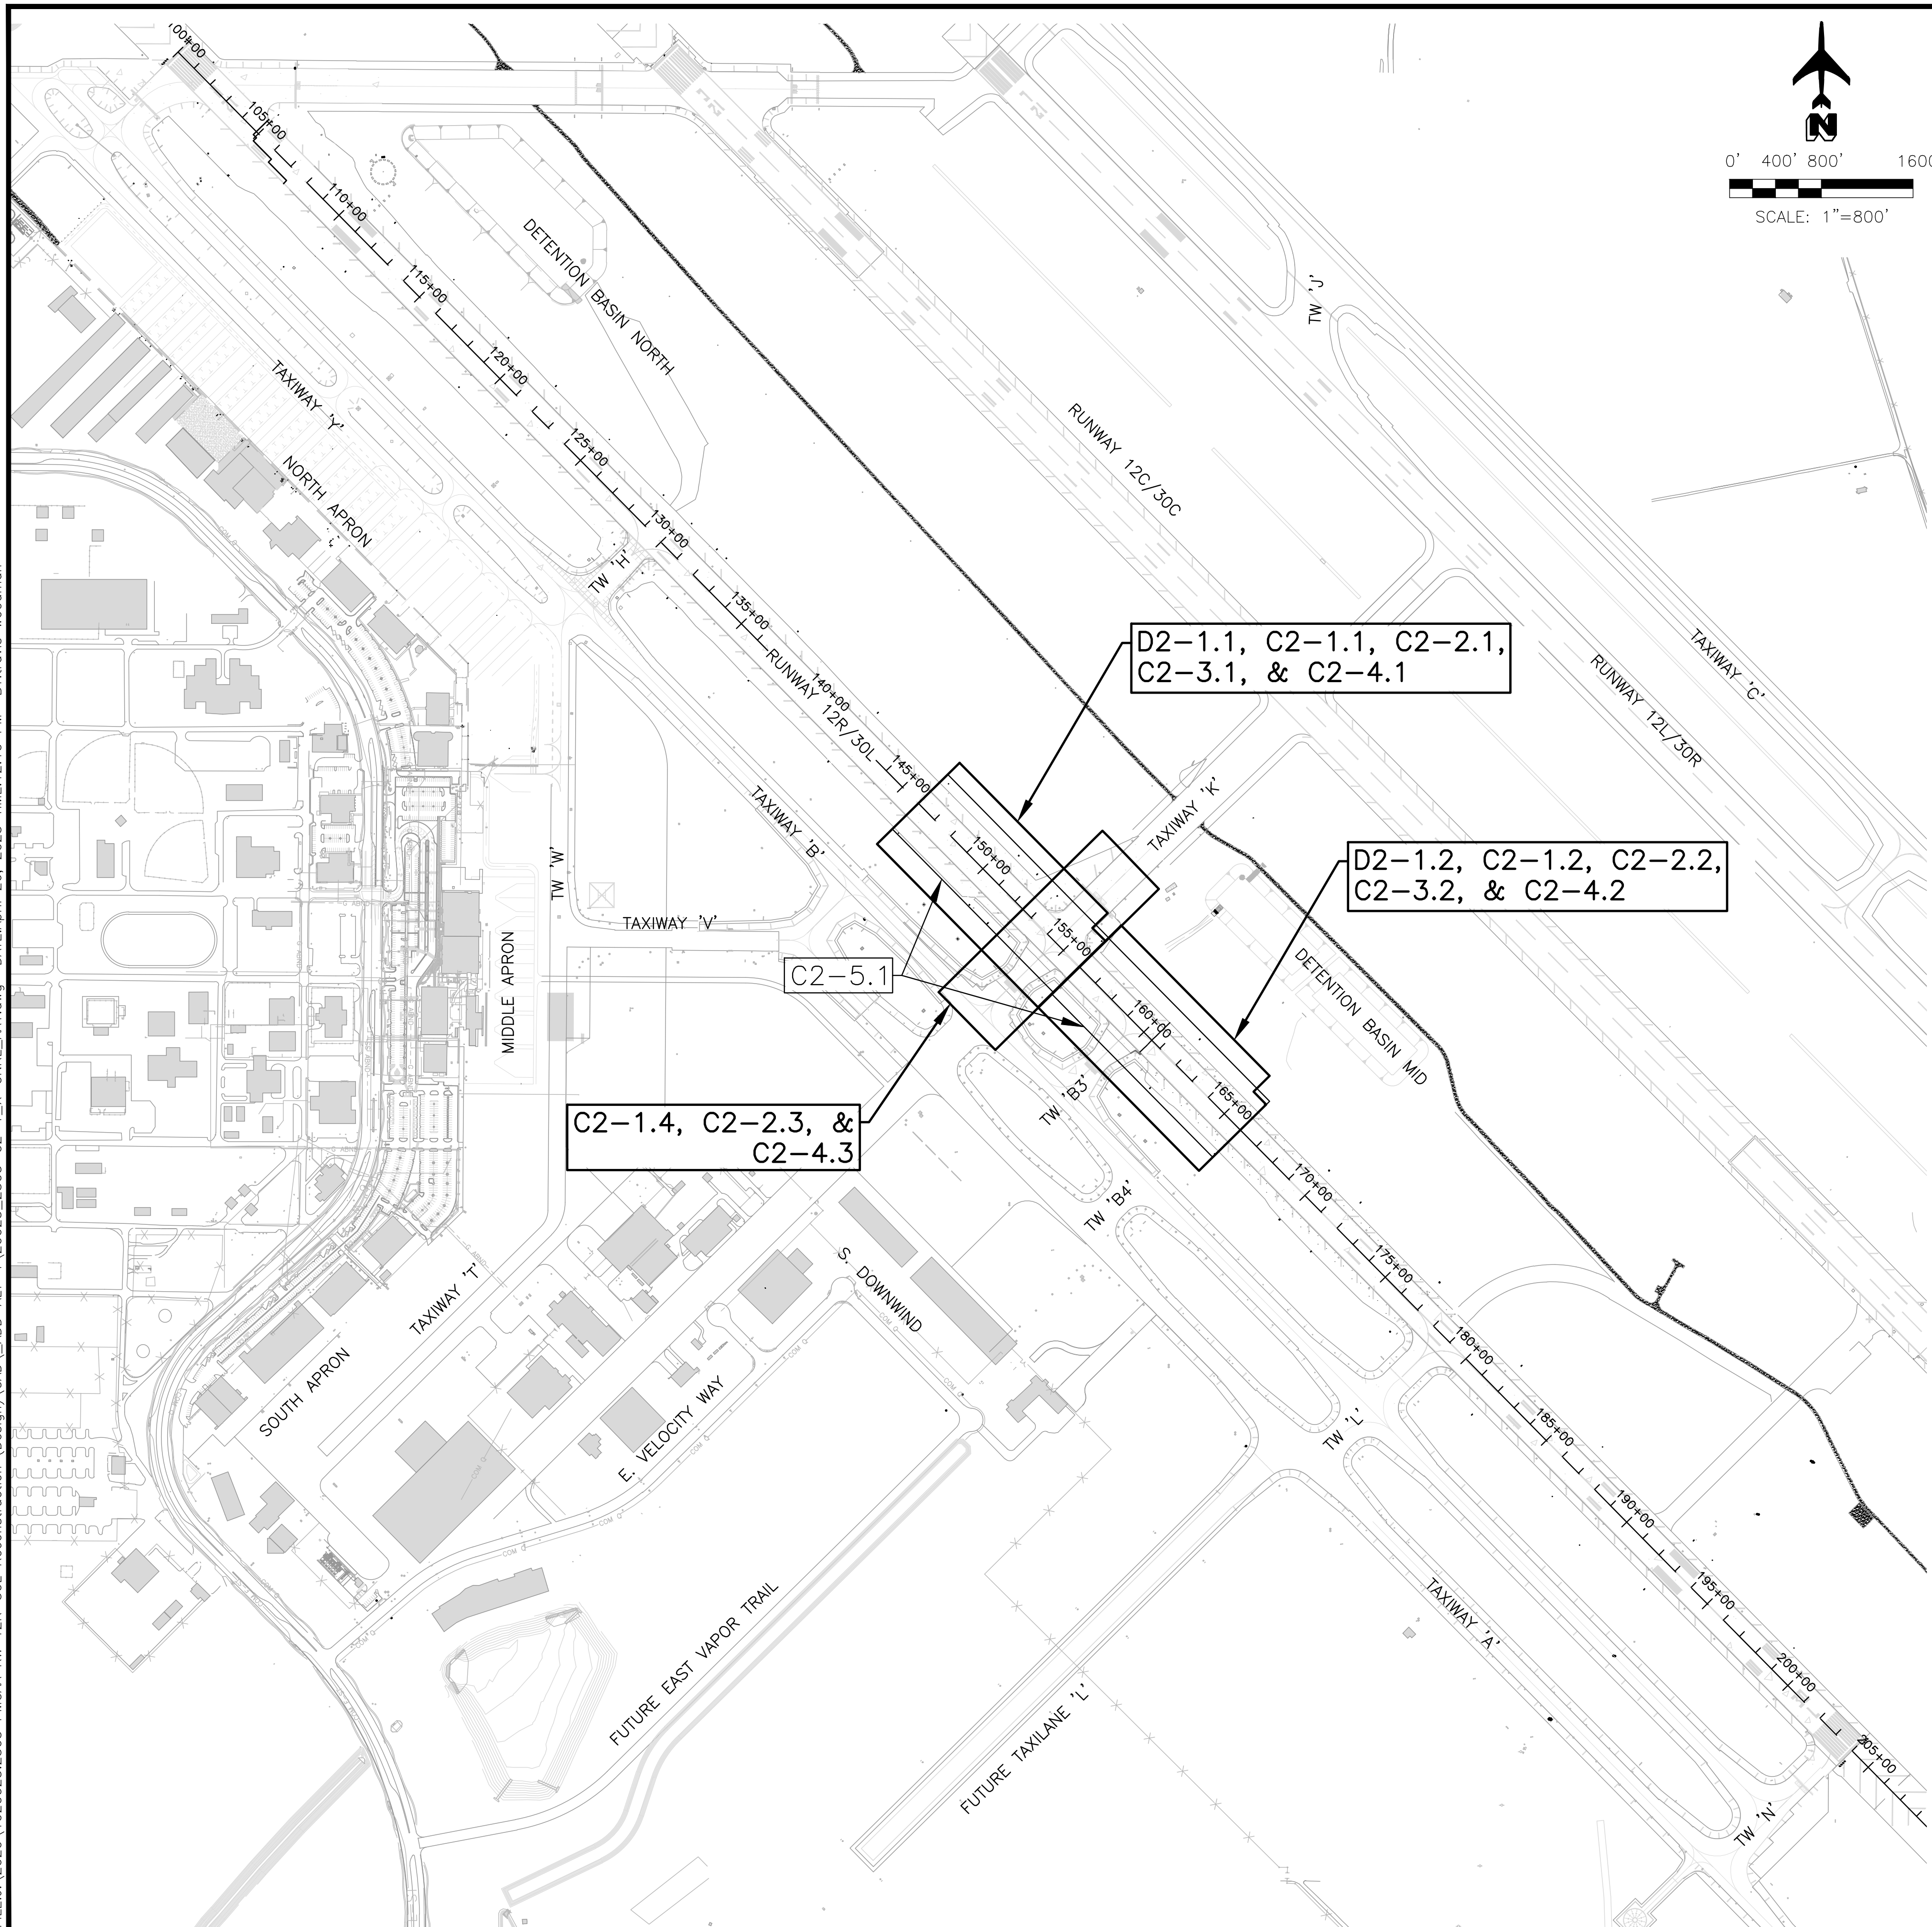 N
0' 400' 800' 1600
SCALE: 1"=800'
105+00
110+00
115+00
120+00
125+00
130+00
135+00
140+00
145+00
150+00
155+00
160+00
165+00
170+00
175+00
180+00
185+00
190+00
195+00
200+00
205+00
DETENTION BASIN NORTH
TAXIWAY 'Y'
NORTH APRON
TW 'H'
TW 'J'
RUNWAY 12C/30C
RUNWAY 12R/30L
RUNWAY 12L/30R
TAXIWAY 'C'
D2-1.1, C2-1.1, C2-2.1,
C2-3.1, & C2-4.1
TAXIWAY 'K'
TAXIWAY 'B'
TW 'W'
TAXIWAY 'V'
MIDDLE APRON
D2-1.2, C2-1.2, C2-2.2,
C2-3.2, & C2-4.2
C2-5.1
DETENTION BASIN MID
C2-1.4, C2-2.3, &
C2-4.3
TW 'B3'
TW 'B4'
S. DOWNWIND
TAXIWAY 'T'
SOUTH APRON
E. VELOCITY WAY
TW 'L'
TAXIWAY 'A'
FUTURE EAST VAPOR TRAIL
FUTURE TAXILANE 'L'
TW 'N'